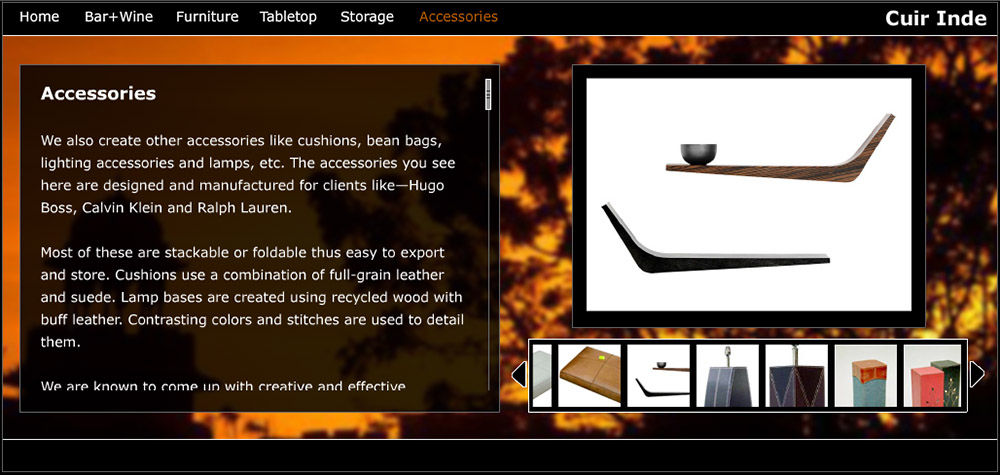 Home Bar+Wine Furniture Tabletop Storage Accessories Cuir Inde
Accessories
We also create other accessories like cushions, bean bags,
lighting accessories and lamps, etc. The accessories you see
here are designed and manufactured for clients like—Hugo
Boss, Calvin Klein and Ralph Lauren.
Most of these are stackable or foldable thus easy to export
and store. Cushions use a combination of full-grain leather
and suede. Lamp bases are created using recycled wood with
buff leather. Contrasting colors and stitches are used to detail
them.
We are known to come up with creative and effective